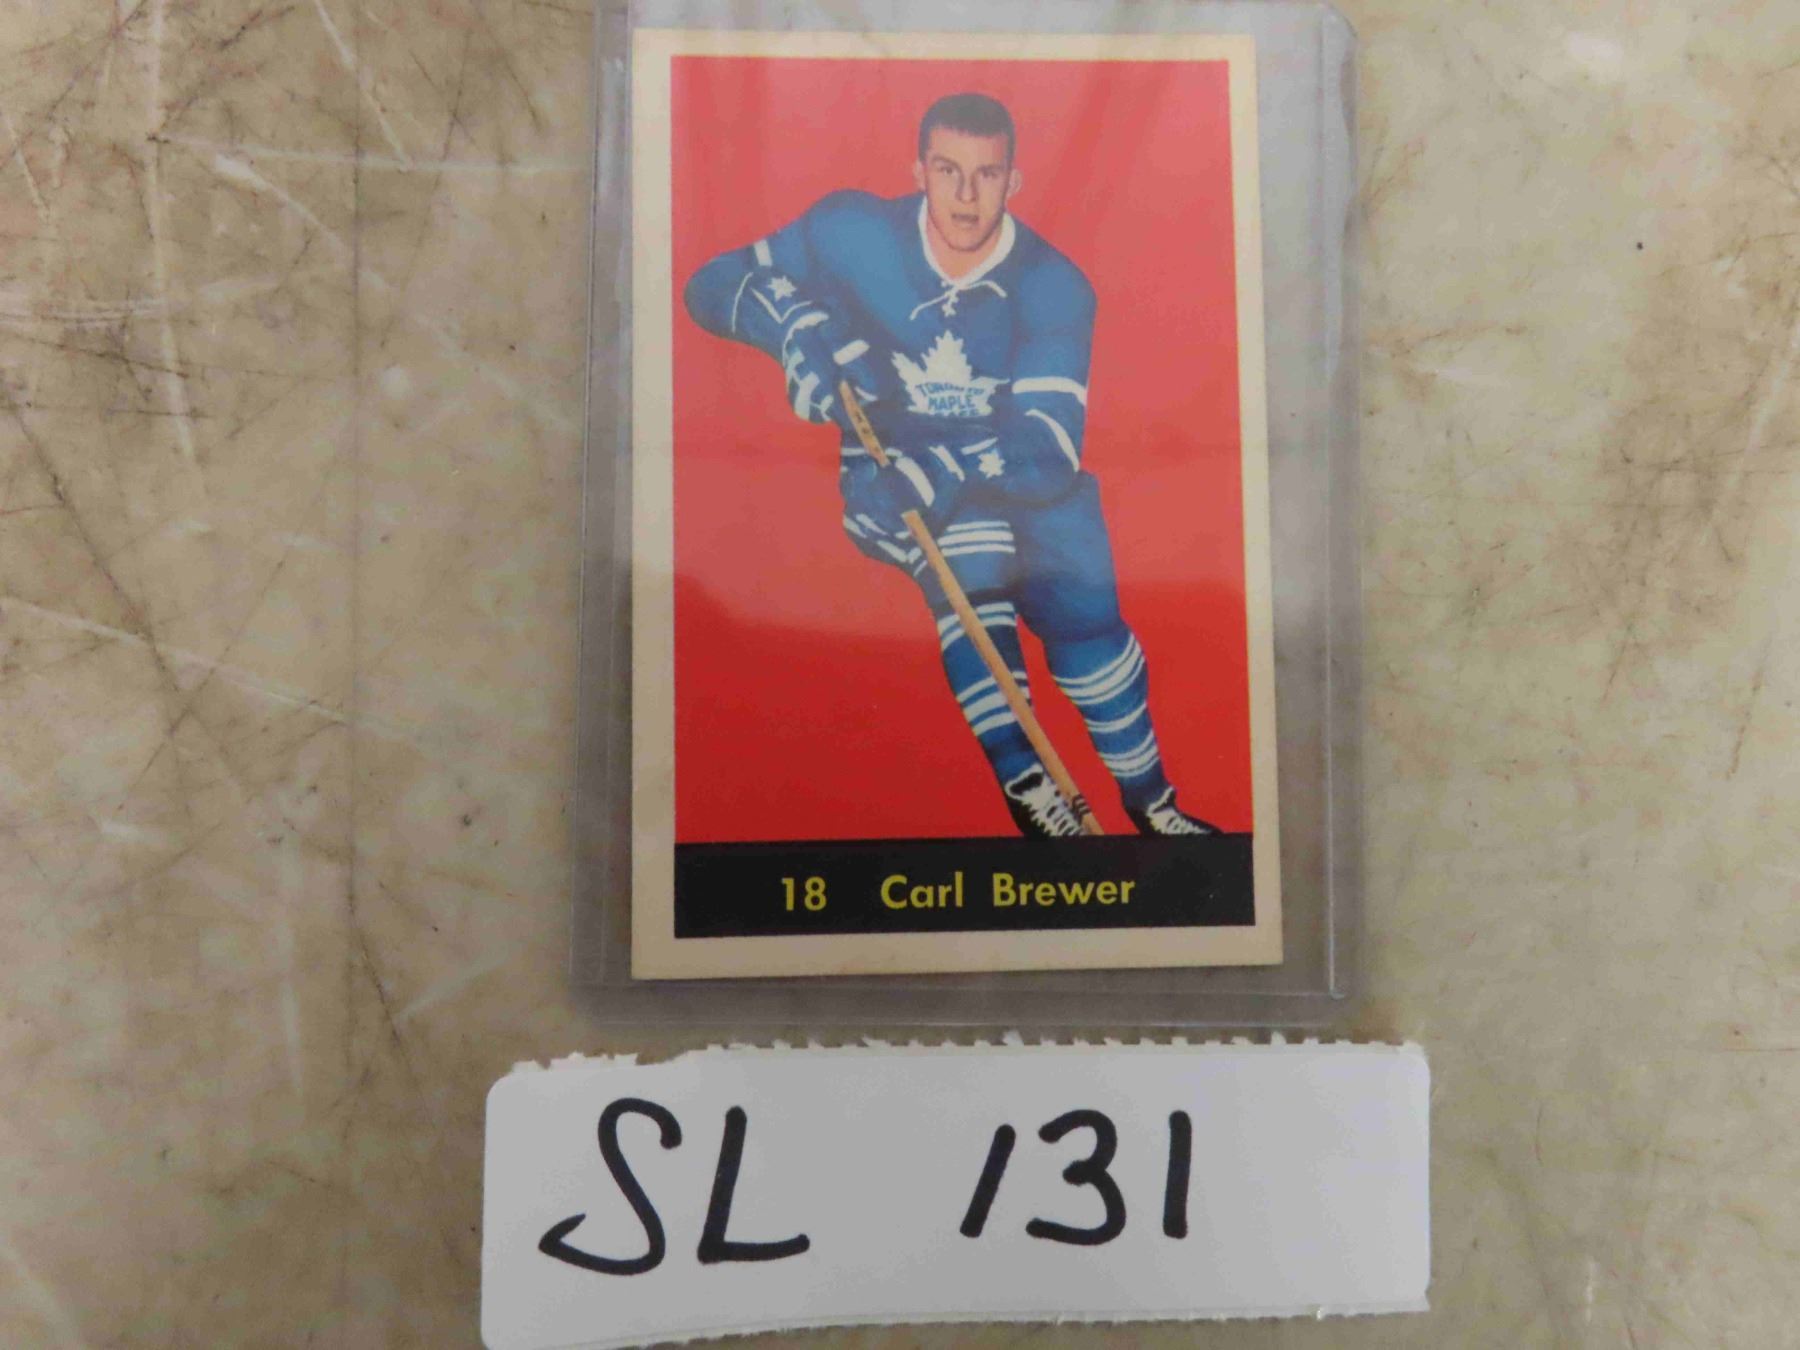 TORONTO
MAPLE
18 Carl Brewer
SL 131